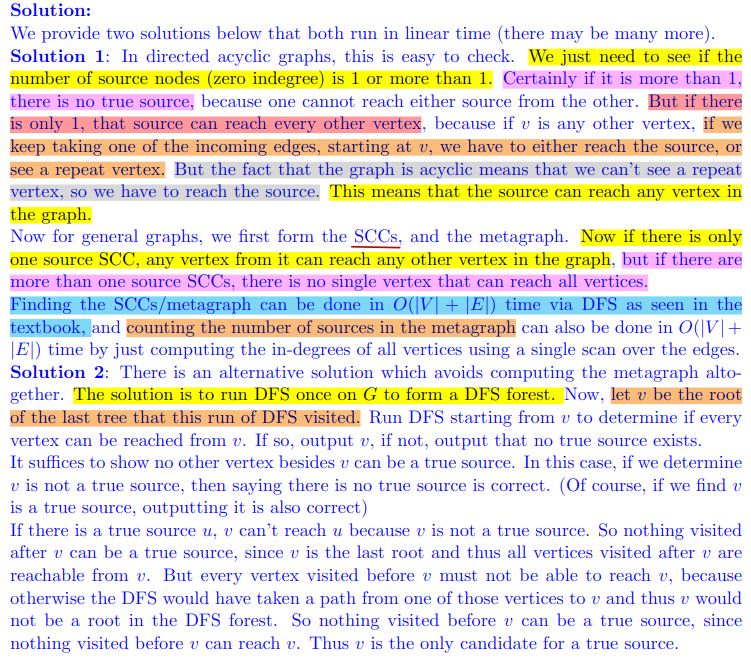 Solution:
We provide two solutions below that both run in linear time (there may be many more).
Solution 1: In directed acyclic graphs, this is easy to check. We just need to see if the
number of source nodes (zero indegree) is 1 or more than 1. Certainly if it is more than 1,
there is no true source, because one cannot reach either source from the other. But if there
is only 1, that source can reach every other vertex, because if v is any other vertex, if we
keep taking one of the incoming edges, starting at v, we have to either reach the source, or
see a repeat vertex. But the fact that the graph is acyclic means that we can't see a repeat
vertex, so we have to reach the source. This means that the source can reach any vertex in
the graph.
Now for general graphs, we first form the SCCs, and the metagraph. Now if there is only
one source SCC, any vertex from it can reach any other vertex in the graph, but if there are
more than one source SCCs, there is no single vertex that can reach all vertices.
Finding the SCCs/metagraph can be done in O(|V| + |E|) time via DFS as seen in the
textbook, and counting the number of sources in the metagraph can also be done in O(|V|+
|E|) time by just computing the in-degrees of all vertices using a single scan over the edges.
Solution 2: There is an alternative solution which avoids computing the metagraph alto-
gether. The solution is to run DFS once on G to form a DFS forest. Now, let v be the root
of the last tree that this run of DFS visited. Run DFS starting from v to determine if every
vertex can be reached from v. If so, output v, if not, output that no true source exists.
It suffices to show no other vertex besides v can be a true source. In this case, if we determine
v is not a true source, then saying there is no true source is correct. (Of course, if we find v
is a true source, outputting it is also correct)
If there is a true source u, v can't reach u because v is not a true source. So nothing visited
after v can be a true source, since v is the last root and thus all vertices visited after v are
reachable from v. But every vertex visited before v must not be able to reach v, because
otherwise the DFS would have taken a path from one of those vertices to v and thus v would
not be a root in the DFS forest. So nothing visited before v can be a true source, since
nothing visited before v can reach v. Thus v is the only candidate for a true source.